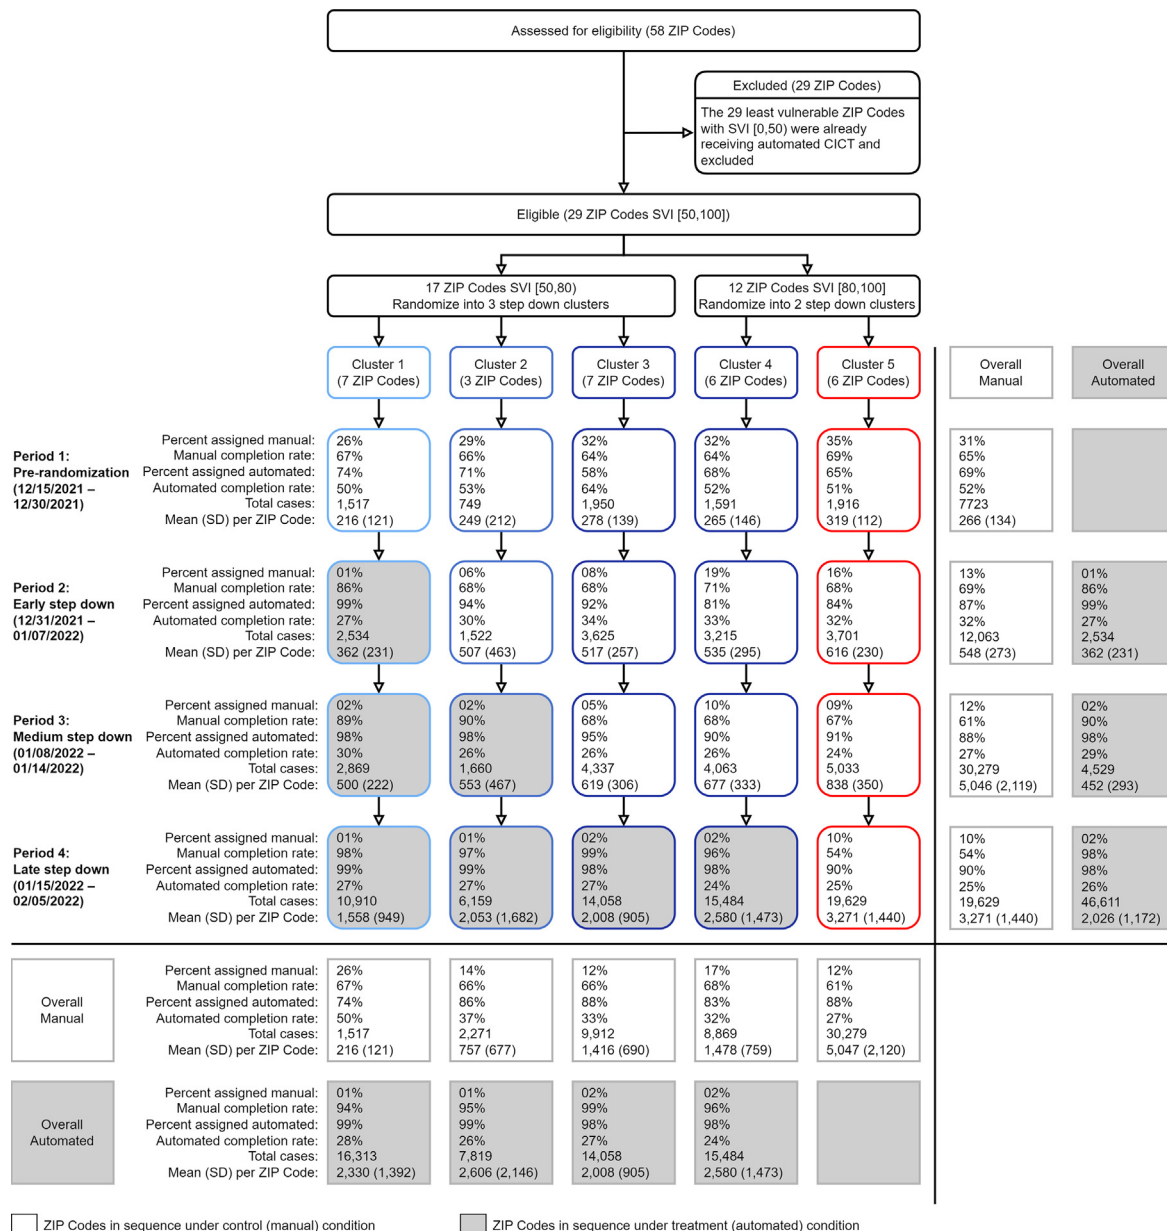 Assessed for eligibility (58 ZIP Codes)
Excluded (29 ZIP Codes)
The 29 least vulnerable ZIP Codes
with SVI [0,50) were already
receiving automated CICT and
excluded
Eligible (29 ZIP Codes SVI [50,100])
17 ZIP Codes SVI [50,80)
Randomize into 3 step down clusters
12 ZIP Codes SVI [80,100]
Randomize into 2 step down clusters
Cluster 1
(7 ZIP Codes)
Cluster 2
(3 ZIP Codes)
Cluster 3
(7 ZIP Codes)
Cluster 4
(6 ZIP Codes)
Cluster 5
(6 ZIP Codes)
Overall
Manual
Overall
Automated
Period 1:
Pre-randomization
(12/15/2021 –
12/30/2021)
Percent assigned manual: 26% 29% 32% 32% 35% 31%
Manual completion rate: 67% 66% 64% 64% 69% 65%
Percent assigned automated: 74% 71% 58% 68% 65% 69%
Automated completion rate: 50% 53% 64% 52% 51% 52%
Total cases: 1,517 749 1,950 1,591 1,916 7723
Mean (SD) per ZIP Code: 216 (121) 249 (212) 278 (139) 265 (146) 319 (112) 266 (134)
Period 2:
Early step down
(12/31/2021 –
01/07/2022)
Percent assigned manual: 01% 06% 08% 19% 16% 13% 01%
Manual completion rate: 86% 68% 68% 71% 68% 69% 86%
Percent assigned automated: 99% 94% 92% 81% 84% 87% 99%
Automated completion rate: 27% 30% 34% 33% 32% 32% 27%
Total cases: 2,534 1,522 3,625 3,215 3,701 12,063 2,534
Mean (SD) per ZIP Code: 362 (231) 507 (463) 517 (257) 535 (295) 616 (230) 548 (273) 362 (231)
Period 3:
Medium step down
(01/08/2022 –
01/14/2022)
Percent assigned manual: 02% 02% 05% 10% 09% 12% 02%
Manual completion rate: 89% 90% 68% 68% 67% 61% 90%
Percent assigned automated: 98% 98% 95% 90% 91% 88% 98%
Automated completion rate: 30% 26% 26% 26% 24% 27% 29%
Total cases: 2,869 1,660 4,337 4,063 5,033 30,279 4,529
Mean (SD) per ZIP Code: 500 (222) 553 (467) 619 (306) 677 (333) 838 (350) 5,046 (2,119) 452 (293)
Period 4:
Late step down
(01/15/2022 –
02/05/2022)
Percent assigned manual: 01% 01% 02% 02% 10% 10% 02%
Manual completion rate: 98% 97% 99% 96% 54% 54% 98%
Percent assigned automated: 99% 99% 98% 98% 90% 90% 98%
Automated completion rate: 27% 27% 27% 24% 25% 25% 26%
Total cases: 10,910 6,159 14,058 15,484 19,629 19,629 46,611
Mean (SD) per ZIP Code: 1,558 (949) 2,053 (1,682) 2,008 (905) 2,580 (1,473) 3,271 (1,440) 3,271 (1,440) 2,026 (1,172)
Overall
Manual
Percent assigned manual: 26% 14% 12% 17% 12%
Manual completion rate: 67% 66% 66% 68% 61%
Percent assigned automated: 74% 86% 88% 83% 88%
Automated completion rate: 50% 37% 33% 32% 27%
Total cases: 1,517 2,271 9,912 8,869 30,279
Mean (SD) per ZIP Code: 216 (121) 757 (677) 1,416 (690) 1,478 (759) 5,047 (2,120)
Overall
Automated
Percent assigned manual: 01% 01% 02% 02%
Manual completion rate: 94% 95% 99% 96%
Percent assigned automated: 99% 99% 98% 98%
Automated completion rate: 28% 26% 27% 24%
Total cases: 16,313 7,819 14,058 15,484
Mean (SD) per ZIP Code: 2,330 (1,392) 2,606 (2,146) 2,008 (905) 2,580 (1,473)
ZIP Codes in sequence under control (manual) condition
ZIP Codes in sequence under treatment (automated) condition